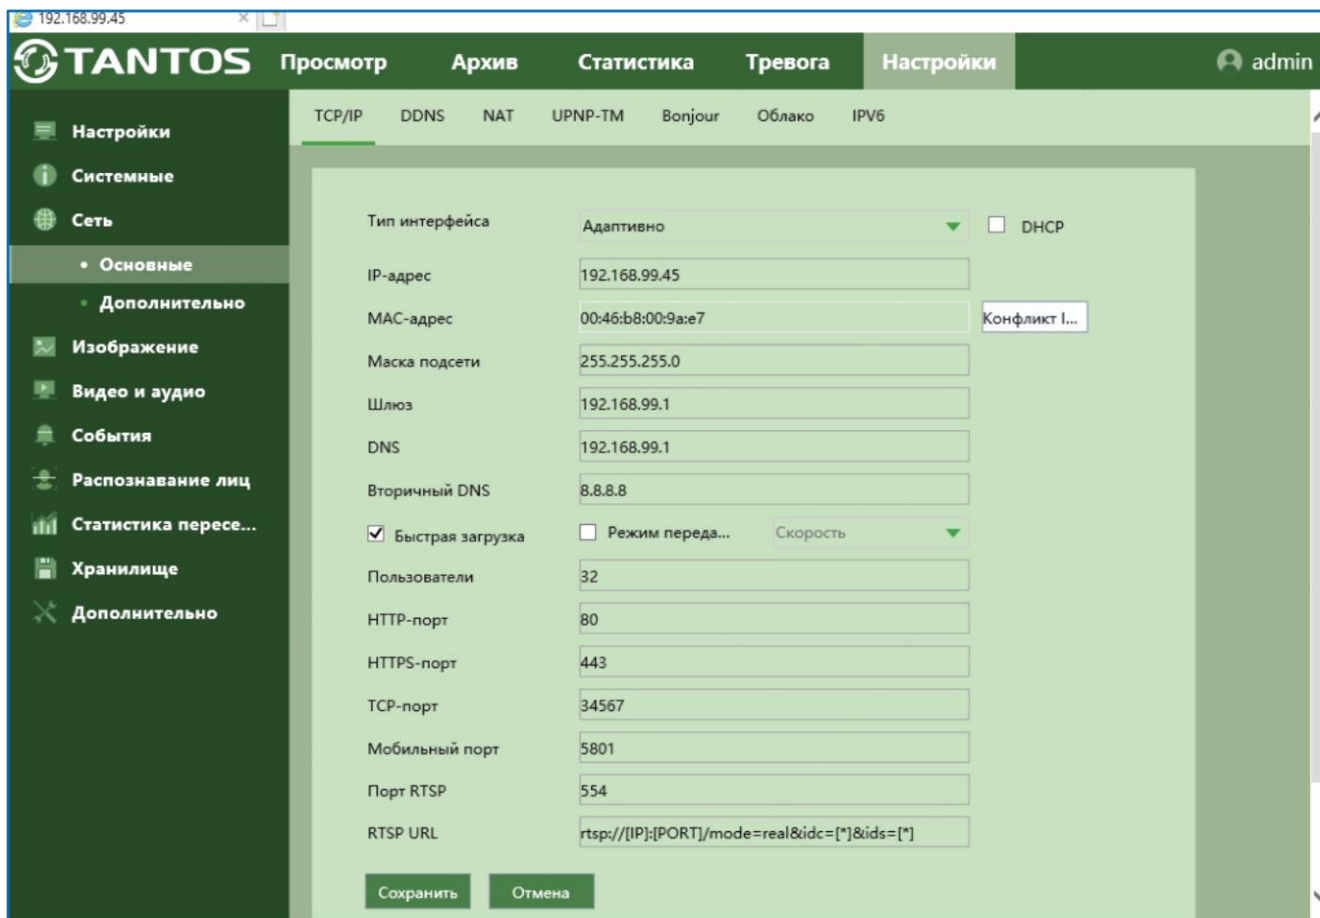 192.168.99.45
TANTOS Просмотр Архив Статистика Тревога Настройки admin
TCP/IP DDNS NAT UPNP-TM Bonjour Облако IPV6
Настройки
Системные
Сеть
Основные
Дополнительно
Изображение
Видео и аудио
События
Распознавание лиц
Статистика пересе...
Хранилище
Дополнительно
Тип интерфейса Адаптивно DHCP
IP-адрес 192.168.99.45
MAC-адрес 00:46:b8:00:9a:e7 Конфликт I...
Маска подсети 255.255.255.0
Шлюз 192.168.99.1
DNS 192.168.99.1
Вторичный DNS 8.8.8.8
Быстрая загрузка Режим переда... Скорость
Пользователи 32
HTTP-порт 80
HTTPS-порт 443
TCP-порт 34567
Мобильный порт 5801
Порт RTSP 554
RTSP URL rtsp://[IP]:[PORT]/mode=real&idc=[*]&ids=[*]
Сохранить Отмена